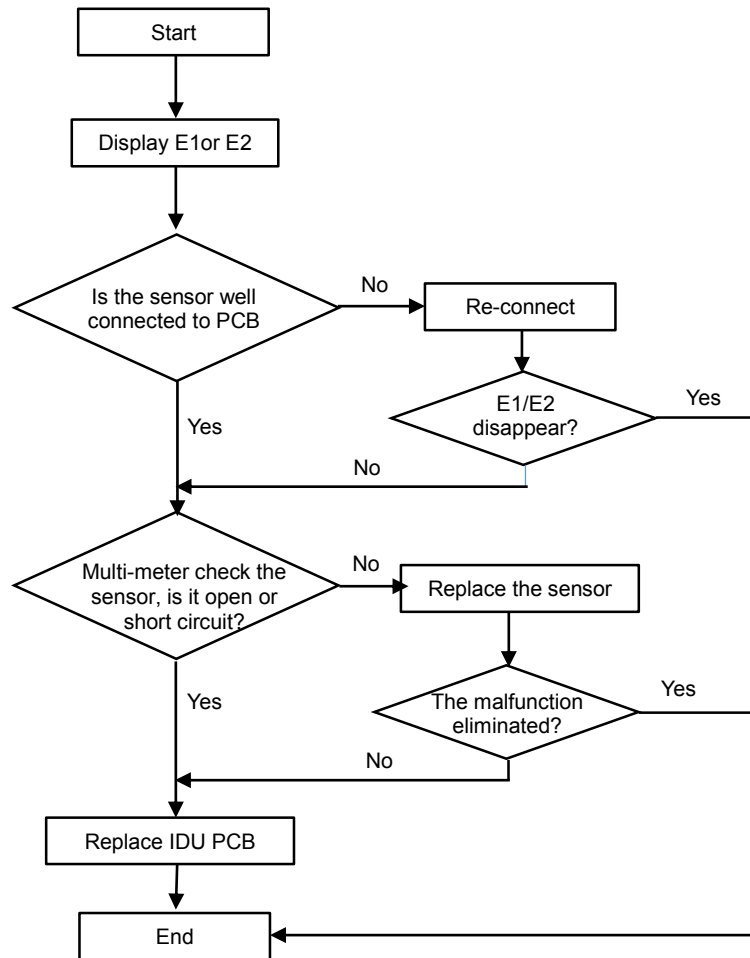 Start
Display E1or E2
Is the sensor well
connected to PCB
No
Re-connect
E1/E2
disappear?
Yes
Yes
No
Multi-meter check the
sensor, is it open or
short circuit?
No
Replace the sensor
The malfunction
eliminated?
Yes
Yes
No
Replace IDU PCB
End